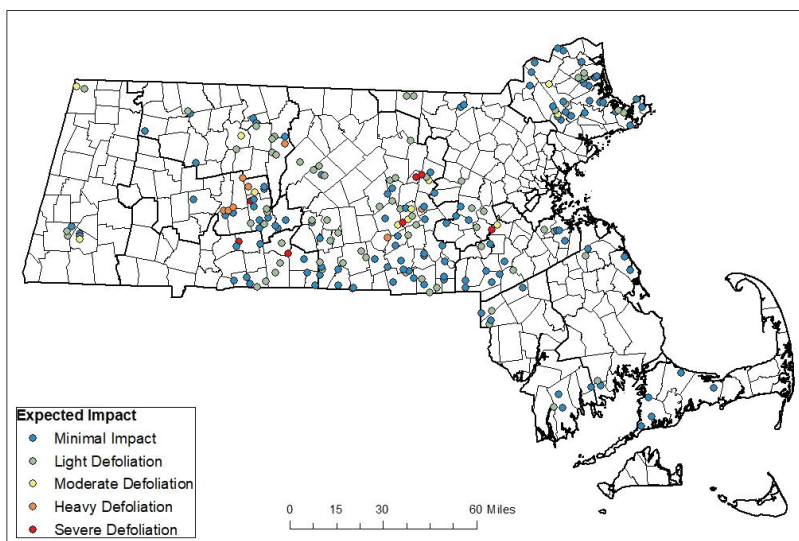 Expected Impact
Minimal Impact
Light Defoliation
Moderate Defoliation
Heavy Defoliation
Severe Defoliation
0 15 30 60 Miles